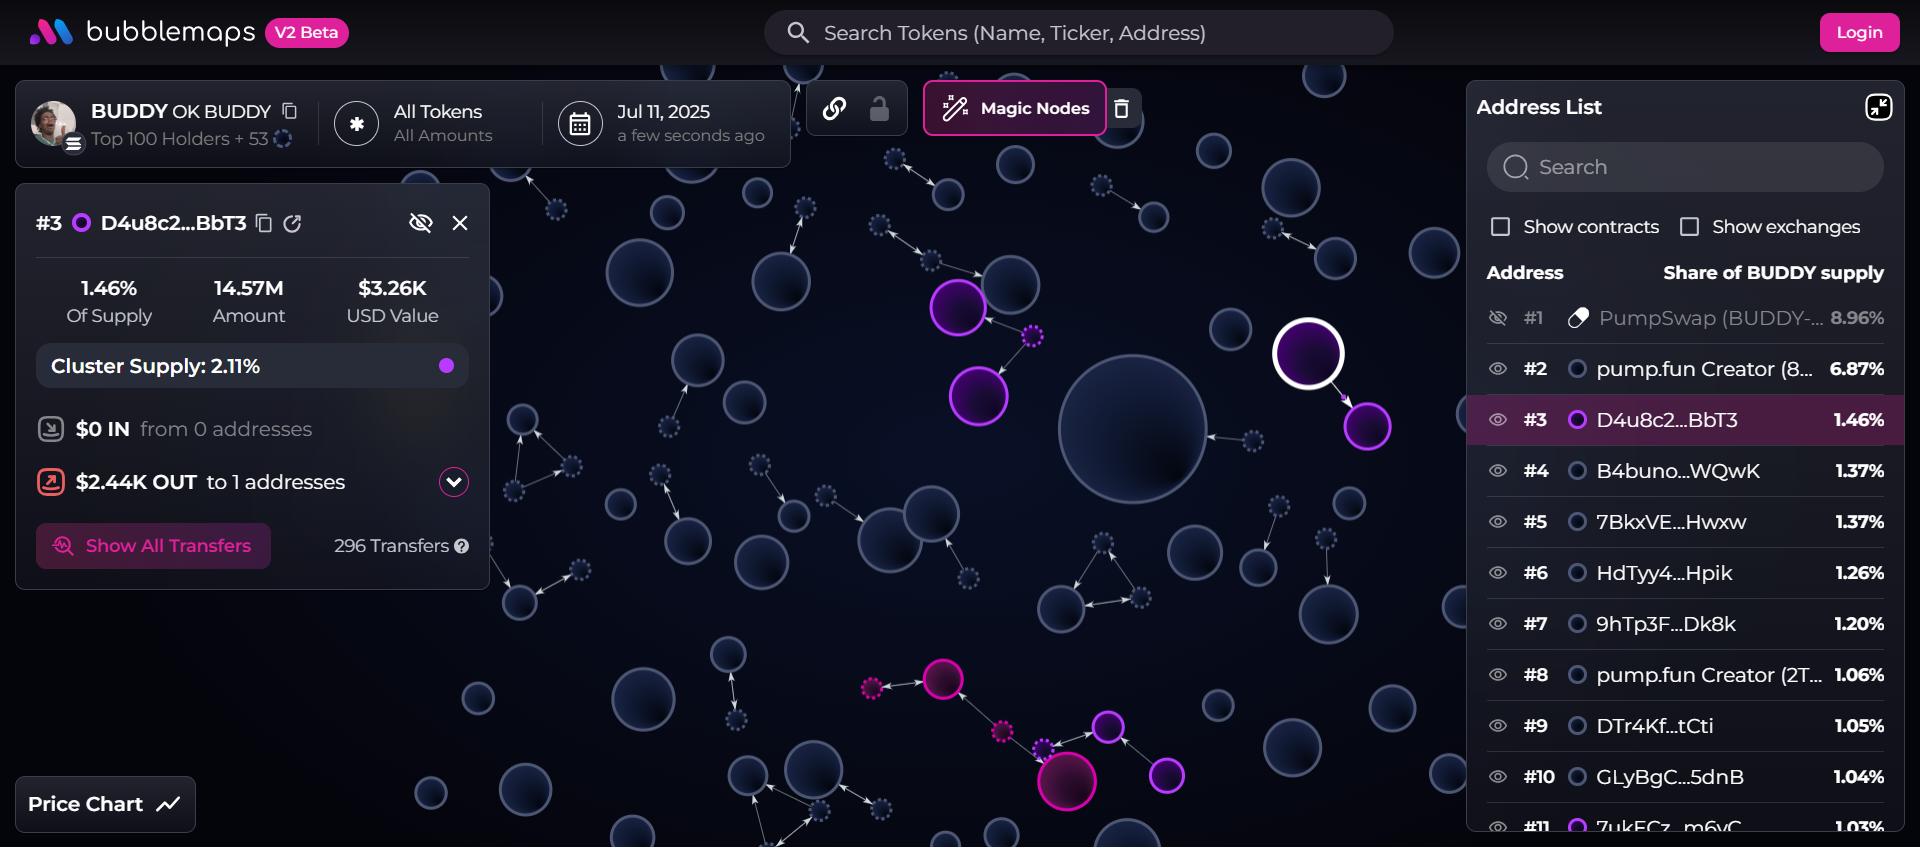 bubblemaps V2 Beta
Search Tokens (Name, Ticker, Address)
Login
BUDDY OK BUDDY
Top 100 Holders + 53
All Tokens
All Amounts
Jul 11, 2025
a few seconds ago
Magic Nodes
#3 D4u8c2...BbT3
1.46% 14.57M $3.26K
Of Supply Amount USD Value
Cluster Supply: 2.11%
$0 IN from 0 addresses
$2.44K OUT to 1 addresses
Show All Transfers 296 Transfers ?
Price Chart
Address List
Search
Show contracts Show exchanges
Address Share of BUDDY supply
#1 PumpSwap (BUDDY-... 8.96%
#2 pump.fun Creator (8... 6.87%
#3 D4u8c2...BbT3 1.46%
#4 B4buno...WQwK 1.37%
#5 7BkxVE...Hwxw 1.37%
#6 HdTyy4...Hpik 1.26%
#7 9hTp3F...Dk8k 1.20%
#8 pump.fun Creator (2T... 1.06%
#9 DTr4Kf...tCti 1.05%
#10 GLyBgC...5dnB 1.04%
#11 1.03%